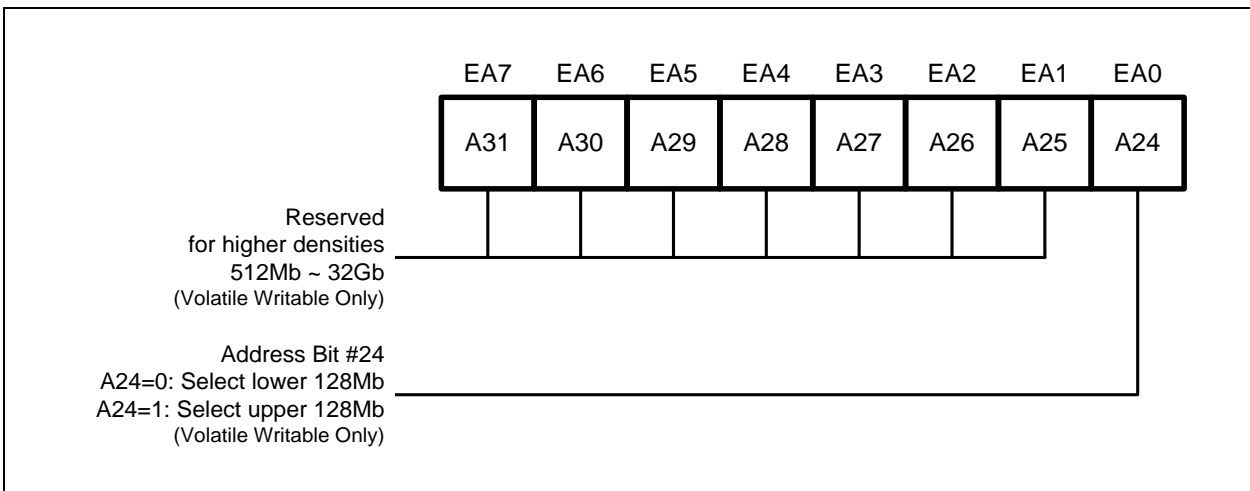 EA7 EA6 EA5 EA4 EA3 EA2 EA1 EA0
A31 A30 A29 A28 A27 A26 A25 A24
Reserved
for higher densities
512Mb ~ 32Gb
(Volatile Writable Only)
Address Bit #24
A24=0: Select lower 128Mb
A24=1: Select upper 128Mb
(Volatile Writable Only)